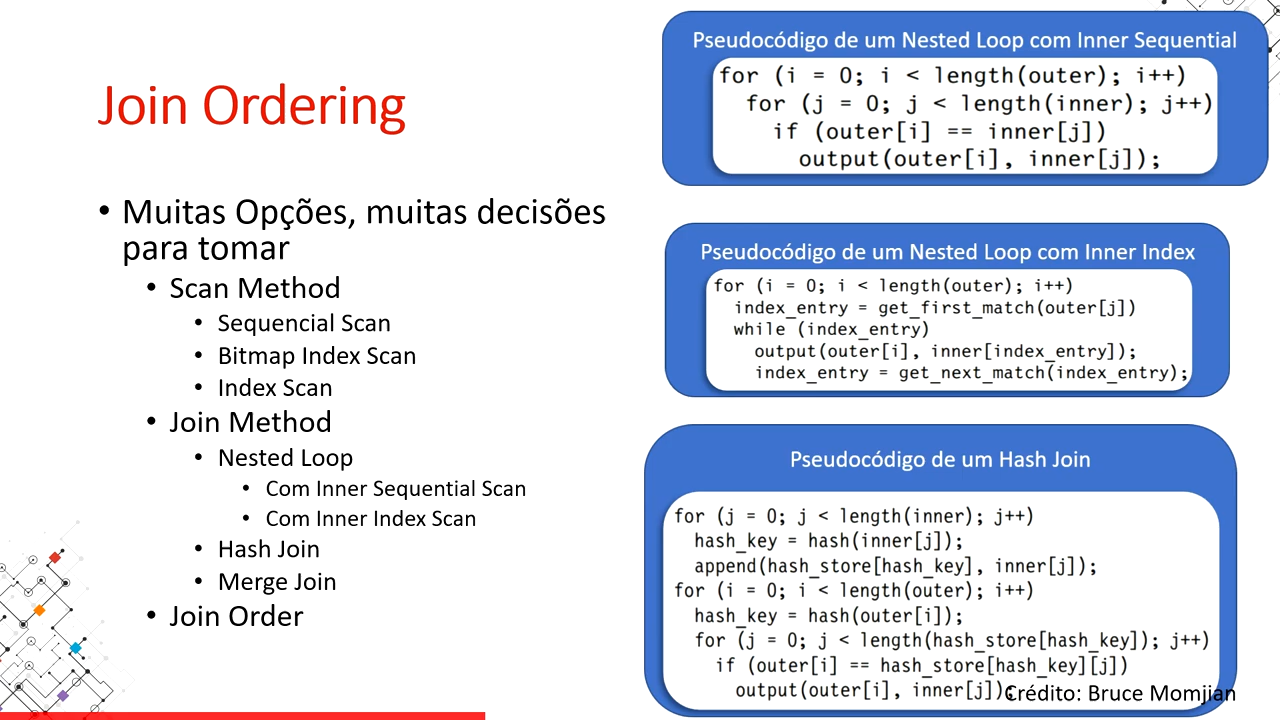 Join Ordering
• Muitas Opções, muitas decisões
para tomar
• Scan Method
• Sequencial Scan
• Bitmap Index Scan
• Index Scan
• Join Method
• Nested Loop
• Com Inner Sequential Scan
• Com Inner Index Scan
• Hash Join
• Merge Join
• Join Order
Pseudocódigo de um Nested Loop com Inner Sequential
for (i = 0; i < length(outer); i++)
  for (j = 0; j < length(inner); j++)
    if (outer[i] == inner[j])
      output(outer[i], inner[j]);
Pseudocódigo de um Nested Loop com Inner Index
for (i = 0; i < length(outer); i++)
  index_entry = get_first_match(outer[j])
  while (index_entry)
    output(outer[i], inner[index_entry]);
    index_entry = get_next_match(index_entry);
Pseudocódigo de um Hash Join
for (j = 0; j < length(inner); j++)
  hash_key = hash(inner[j]);
  append(hash_store[hash_key], inner[j]);
for (i = 0; i < length(outer); i++)
  hash_key = hash(outer[i]);
  for (j = 0; j < length(hash_store[hash_key]); j++)
    if (outer[i] == hash_store[hash_key][j])
      output(outer[i], inner[j]);
Crédito: Bruce Momjian